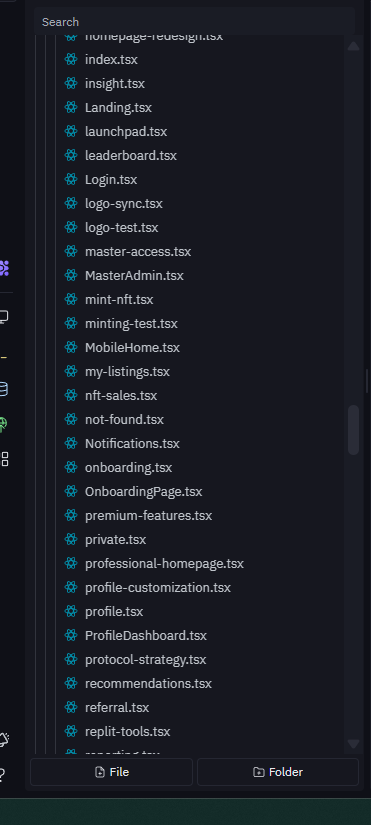 Search
homepage-redesign.tsx
index.tsx
insight.tsx
Landing.tsx
launchpad.tsx
leaderboard.tsx
Login.tsx
logo-sync.tsx
logo-test.tsx
master-access.tsx
MasterAdmin.tsx
mint-nft.tsx
minting-test.tsx
MobileHome.tsx
my-listings.tsx
nft-sales.tsx
not-found.tsx
Notifications.tsx
onboarding.tsx
OnboardingPage.tsx
premium-features.tsx
private.tsx
professional-homepage.tsx
profile-customization.tsx
profile.tsx
ProfileDashboard.tsx
protocol-strategy.tsx
recommendations.tsx
referral.tsx
replit-tools.tsx
reporting.tsx
File
Folder